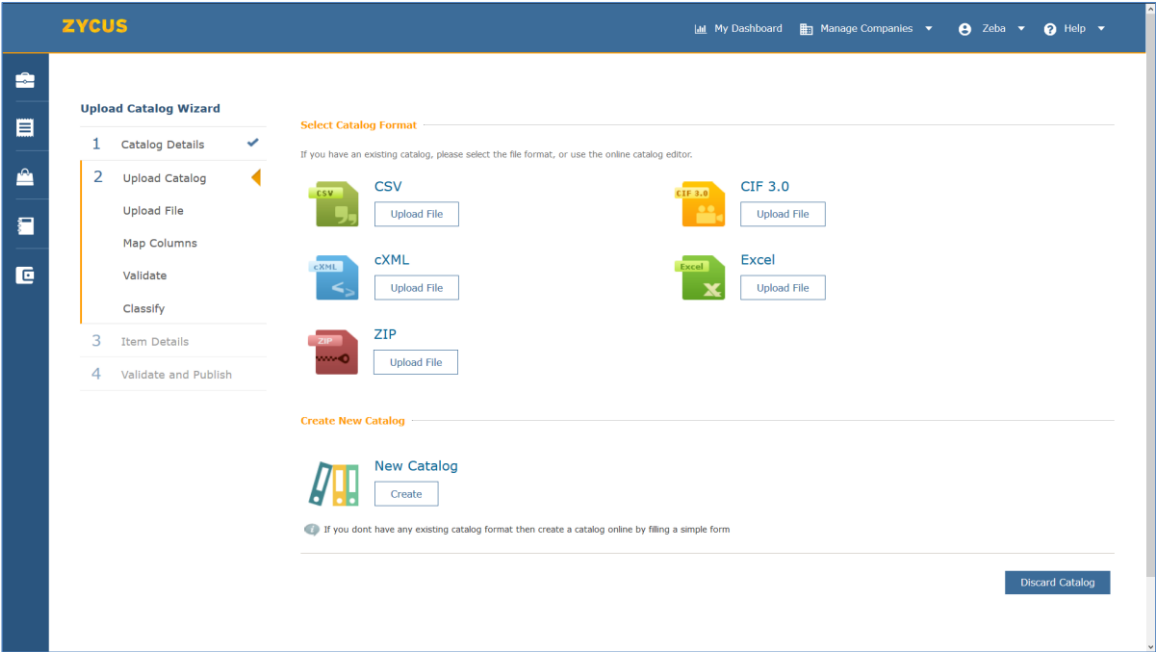 ZYCUS
My Dashboard Manage Companies Zeba Help
Upload Catalog Wizard
1 Catalog Details
2 Upload Catalog
Upload File
Map Columns
Validate
Classify
3 Item Details
4 Validate and Publish
Select Catalog Format
If you have an existing catalog, please select the file format, or use the online catalog editor.
CSV
CSV
Upload File
CIF 3.0
CIF 3.0
Upload File
cXML
cXML
Upload File
Excel
Excel
Upload File
ZIP
ZIP
Upload File
Create New Catalog
New Catalog
Create
If you dont have any existing catalog format then create a catalog online by filling a simple form
Discard Catalog